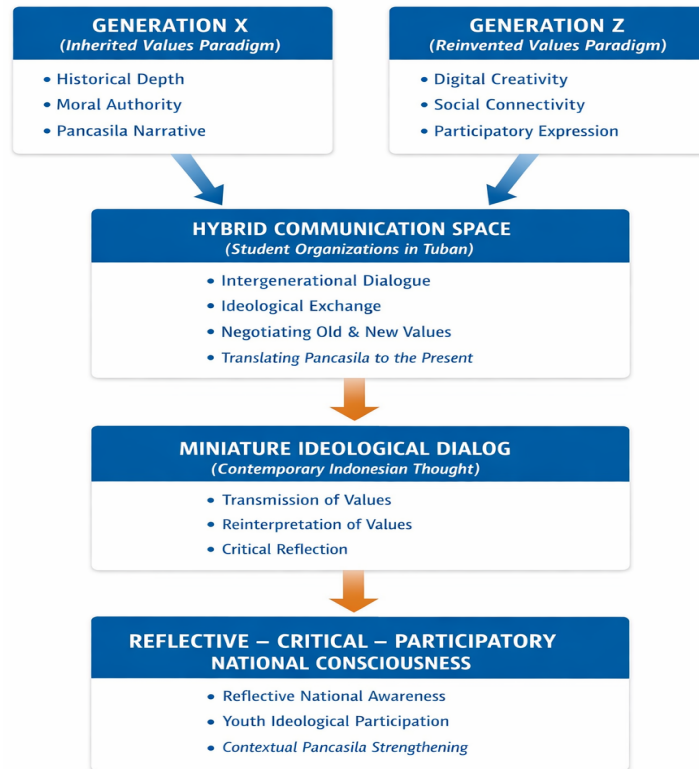 GENERATION X
(Inherited Values Paradigm)
• Historical Depth
• Moral Authority
• Pancasila Narrative
GENERATION Z
(Reinvented Values Paradigm)
• Digital Creativity
• Social Connectivity
• Participatory Expression
HYBRID COMMUNICATION SPACE
(Student Organizations in Tuban)
• Intergenerational Dialogue
• Ideological Exchange
• Negotiating Old & New Values
• Translating Pancasila to the Present
MINIATURE IDEOLOGICAL DIALOG
(Contemporary Indonesian Thought)
• Transmission of Values
• Reinterpretation of Values
• Critical Reflection
REFLECTIVE – CRITICAL – PARTICIPATORY
NATIONAL CONSCIOUSNESS
• Reflective National Awareness
• Youth Ideological Participation
• Contextual Pancasila Strengthening